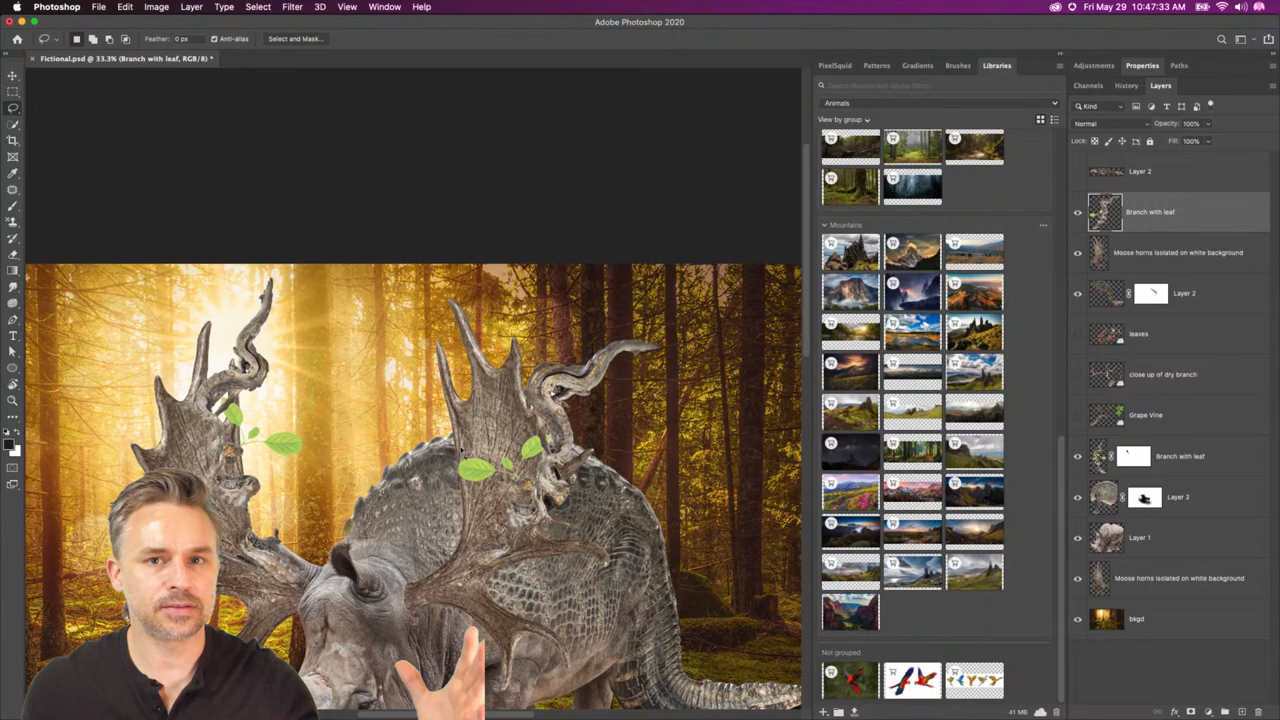 Photoshop File Edit Image Layer Type Select Filter 3D View Window Help
Fri May 29 10:47:33 AM
Adobe Photoshop 2020
Feather: 0 px Anti-alias Select and Mask...
Fictional.psd @ 33.3% (Branch with leaf, RGB/8) *
PixelSquid Patterns Gradients Brushes Libraries
Adjustments Properties Paths
Channels History Layers
Animals
Kind
View by group
Normal Opacity: 100%
Lock: Fill: 100%
Layer 2
Branch with leaf
Mountains
Moose horns isolated on white background
Layer 2
leaves
close up of dry branch
Grape Vine
Branch with leaf
Layer 2
Layer 1
Moose horns isolated on white background
bkgd
Not grouped
41 MB